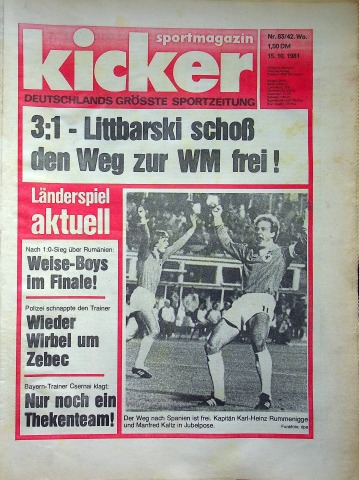 sportmagazin
kicker
DEUTSCHLANDS GRÖSSTE SPORTZEITUNG
Nr. 83/42. Wo.
1,50 DM
15. 10. 1981
3:1 - Littbarski schoß
den Weg zur WM frei!
Länderspiel
aktuell
Nach 1:0-Sieg über Rumänien:
Weise-Boys
im Finale!
Polizei schnappte den Trainer
Wieder
Wirbel um
Zebec
Bayern-Trainer Csernai klagt:
Nur noch ein
Thekenteam!
Der Weg nach Spanien ist frei. Kapitän Karl-Heinz Rummenigge
und Manfred Kaltz in Jubelpose.